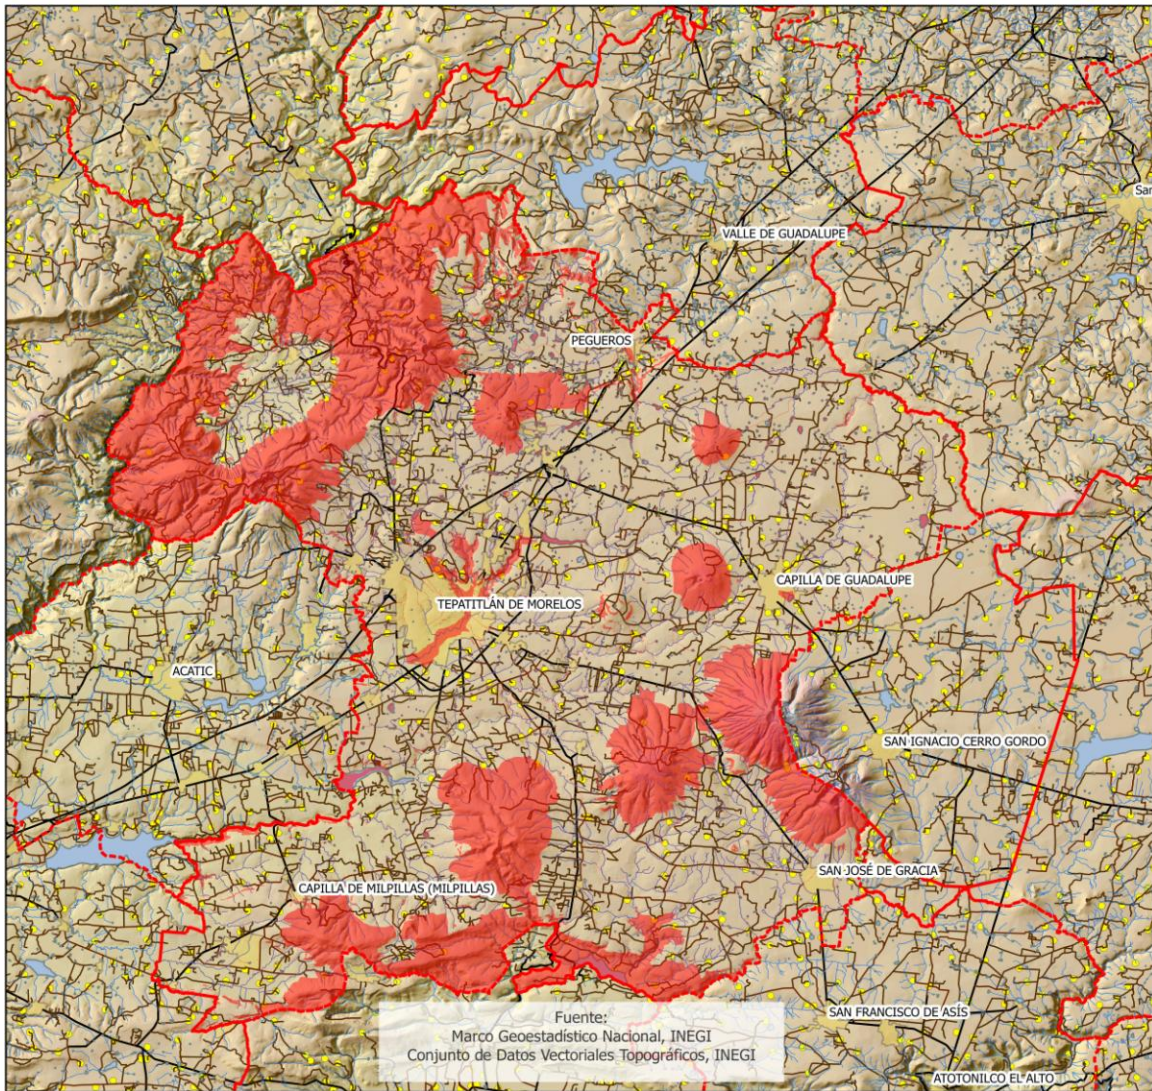 San
VALLE DE GUADALUPE
PEGUEROS
CAPILLA DE GUADALUPE
TEPATITLÁN DE MORELOS
ACATIC
SAN IGNACIO CERRO GORDO
SAN JOSÉ DE GRACIA
CAPILLA DE MILPILLAS (MILPILLAS)
SAN FRANCISCO DE ASÍS
Fuente:
Marco Geoestadístico Nacional, INEGI
Conjunto de Datos Vectoriales Topográficos, INEGI
ATOTONILCO EL ALTO